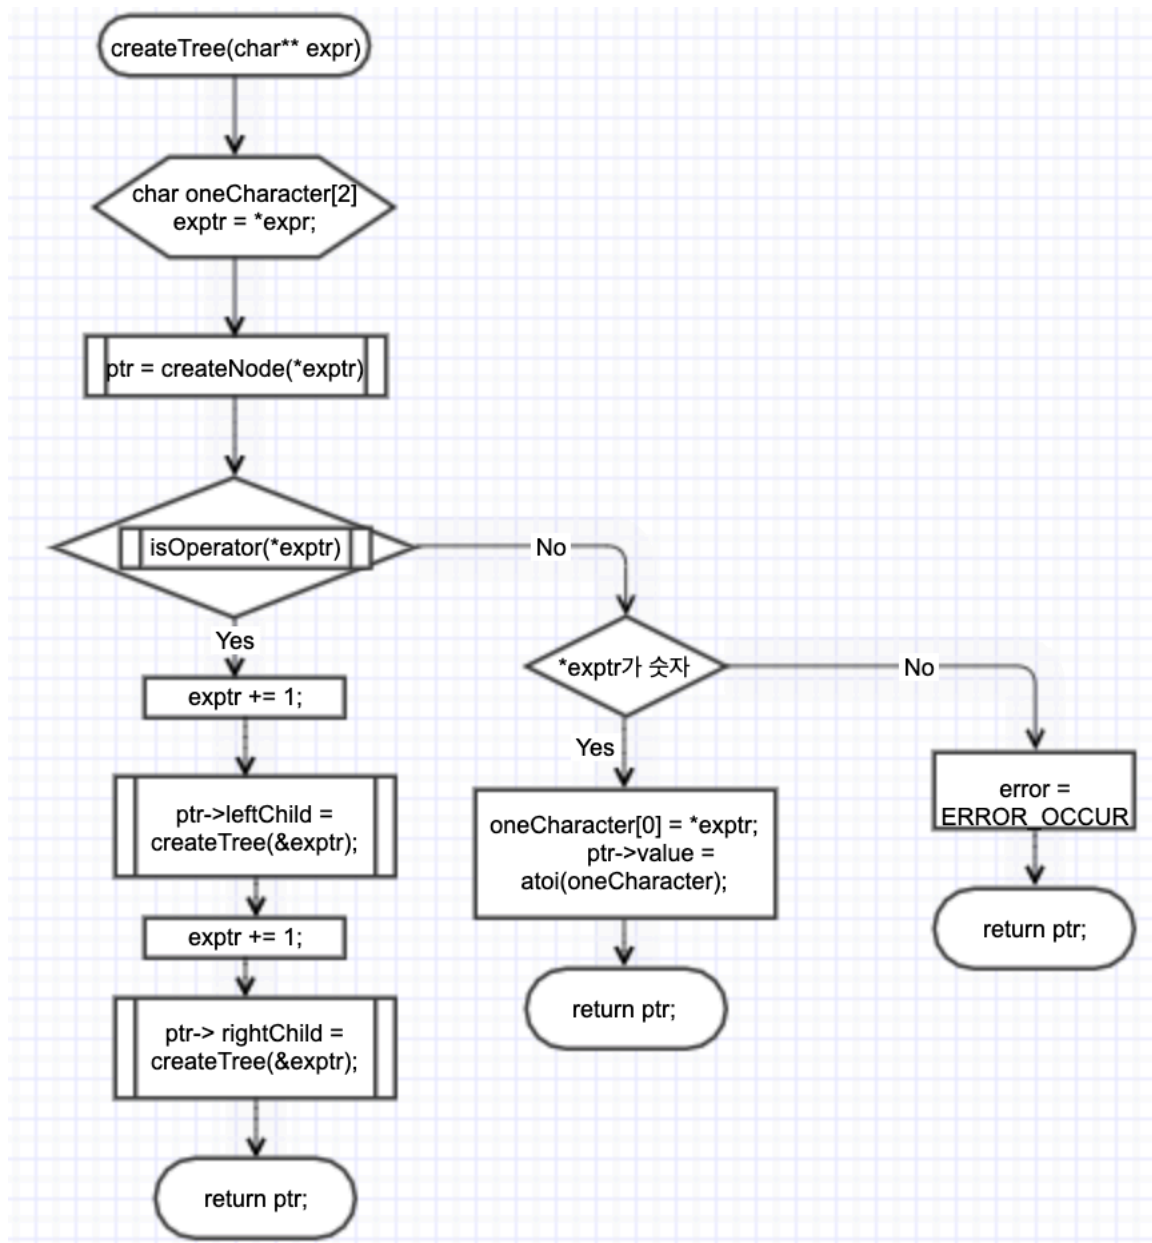 createTree(char** expr)
char oneCharacter[2]
exptr = *expr;
ptr = createNode(*exptr)
isOperator(*exptr)
No
Yes
exptr += 1;
ptr->leftChild =
createTree(&exptr);
exptr += 1;
ptr-> rightChild =
createTree(&exptr);
return ptr;
*exptr가 숫자
No
Yes
oneCharacter[0] = *exptr;
ptr->value =
atoi(oneCharacter);
return ptr;
error =
ERROR_OCCUR
return ptr;